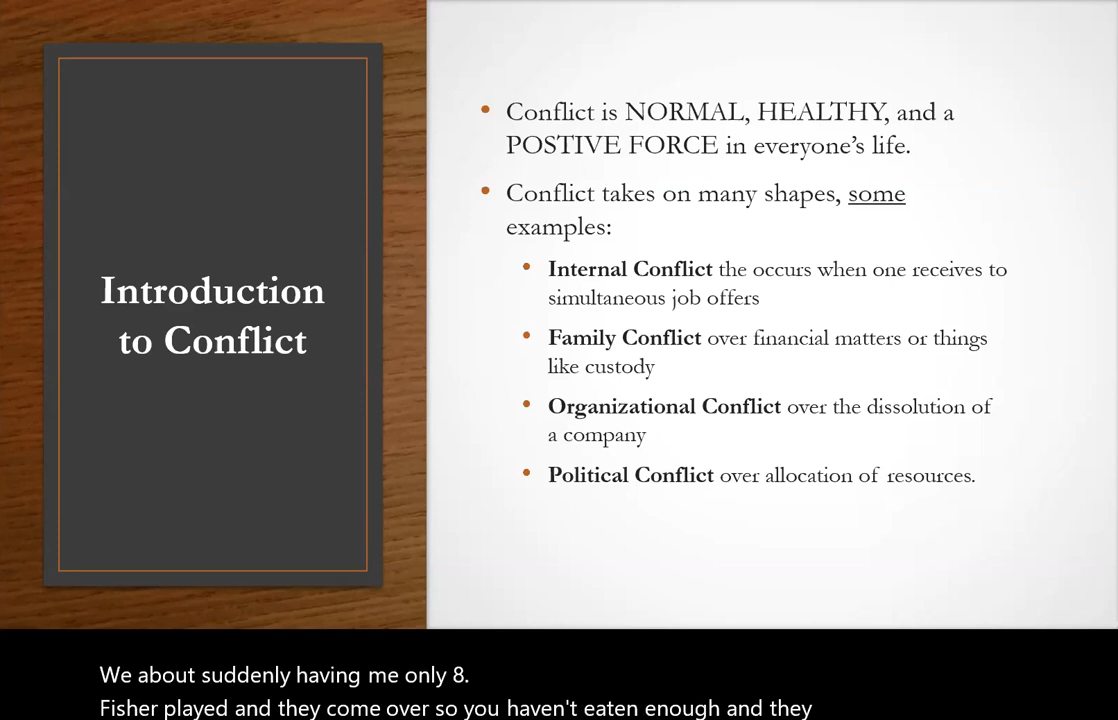 Introduction
to Conflict
• Conflict is NORMAL, HEALTHY, and a
POSTIVE FORCE in everyone's life.
• Conflict takes on many shapes, some
examples:
• Internal Conflict the occurs when one receives to
simultaneous job offers
• Family Conflict over financial matters or things
like custody
• Organizational Conflict over the dissolution of
a company
• Political Conflict over allocation of resources.
We about suddenly having me only 8.
Fisher played and they come over so you haven't eaten enough and they